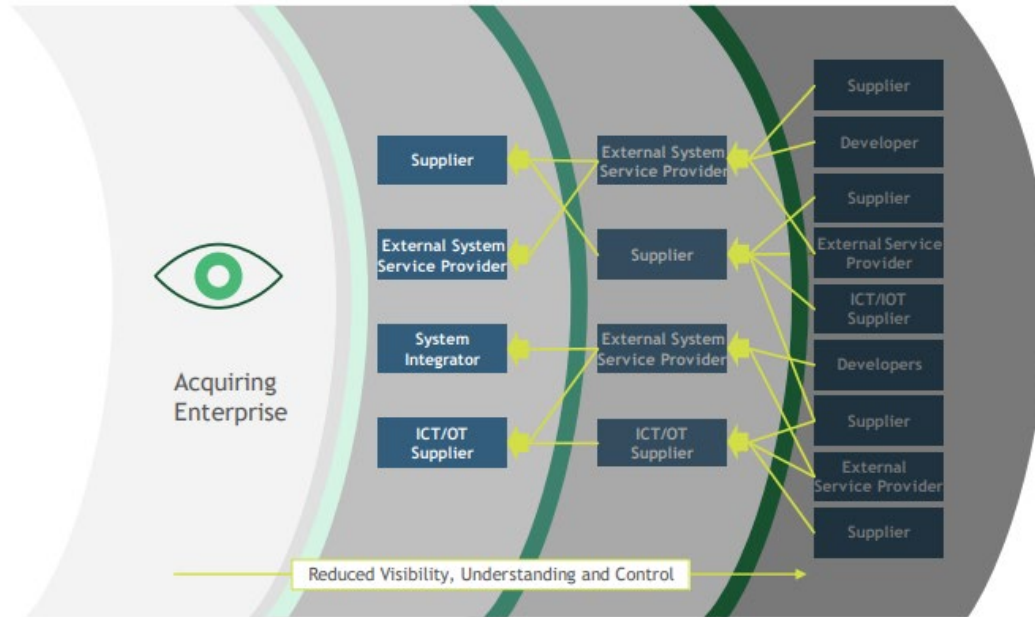 Acquiring
Enterprise
Supplier
External System
Service Provider
System
Integrator
ICT/OT
Supplier
External System
Service Provider
Supplier
External System
Service Provider
ICT/OT
Supplier
Supplier
Developer
Supplier
External Service
Provider
ICT/IOT
Supplier
Developers
Supplier
External
Service Provider
Supplier
Reduced Visibility, Understanding and Control